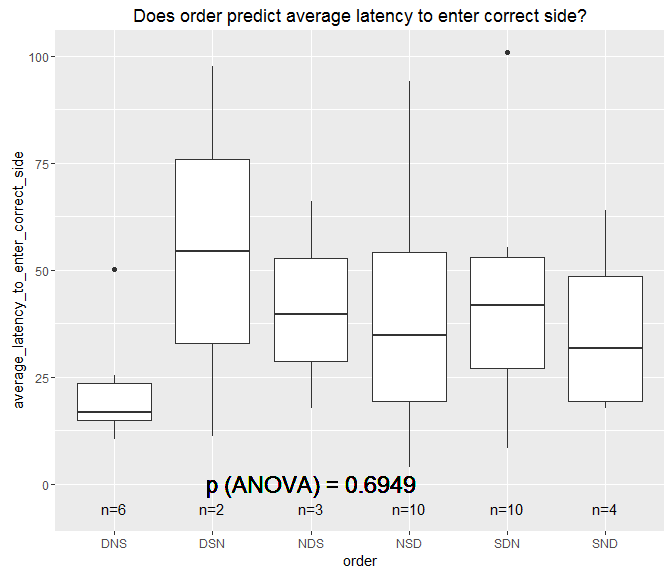 Does order predict average latency to enter correct side?
average_latency_to_enter_correct_side
100
75
50
25
0
p (ANOVA) = 0.6949
n=6 n=2 n=3 n=10 n=10 n=4
DNS DSN NDS NSD SDN SND
order